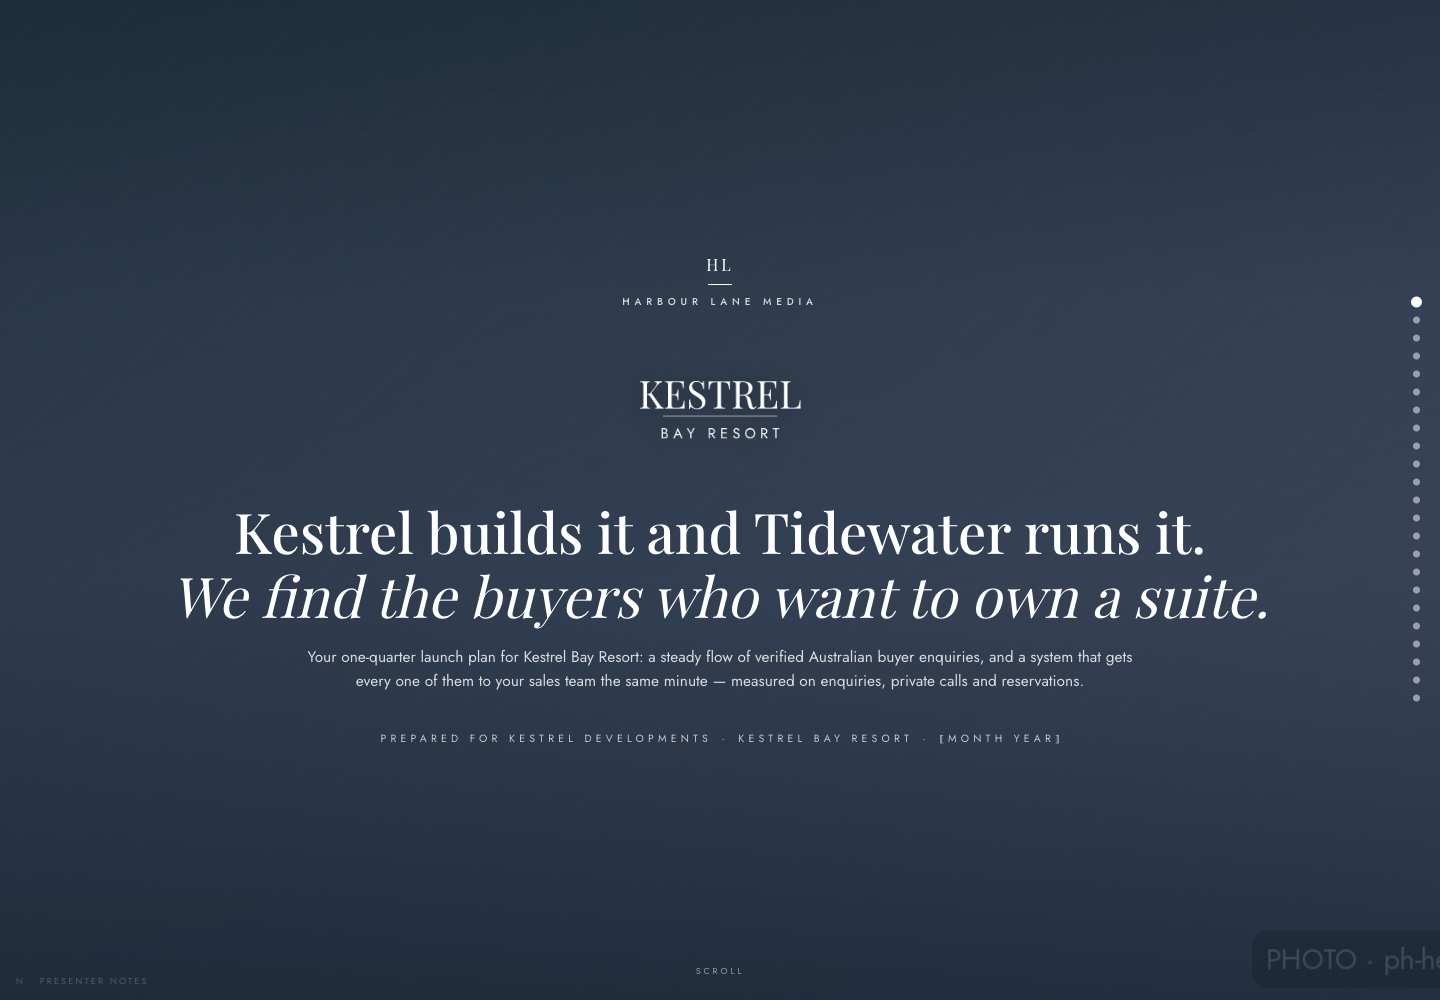 HL
HARBOUR LANE MEDIA
KESTREL
BAY RESORT
Kestrel builds it and Tidewater runs it.
We find the buyers who want to own a suite.
Your one-quarter launch plan for Kestrel Bay Resort: a steady flow of verified Australian buyer enquiries, and a system that gets
every one of them to your sales team the same minute — measured on enquiries, private calls and reservations.
PREPARED FOR KESTREL DEVELOPMENTS · KESTREL BAY RESORT · [MONTH YEAR]
SCROLL
N · PRESENTER NOTES
PHOTO ·